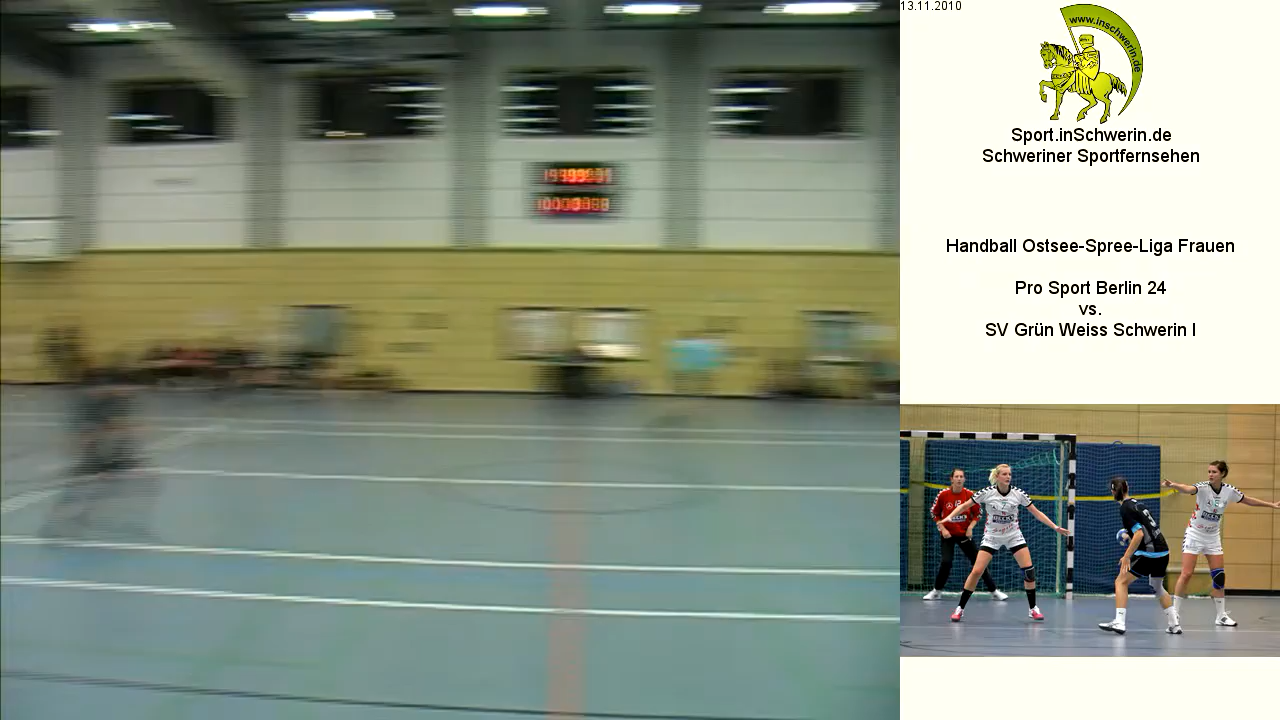 13.11.2010
www.inschwerin.de
Sport.inSchwerin.de
Schweriner Sportfernsehen
Handball Ostsee-Spree-Liga Frauen
Pro Sport Berlin 24
vs.
SV Grün Weiss Schwerin I